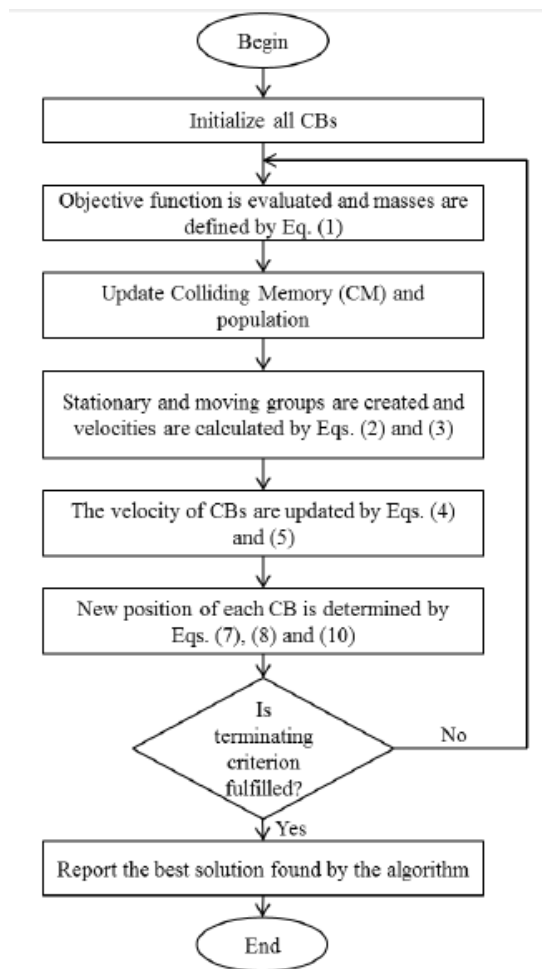 Begin
Initialize all CBs
Objective function is evaluated and masses are
defined by Eq. (1)
Update Colliding Memory (CM) and
population
Stationary and moving groups are created and
velocities are calculated by Eqs. (2) and (3)
The velocity of CBs are updated by Eqs. (4)
and (5)
New position of each CB is determined by
Eqs. (7), (8) and (10)
Is
terminating
criterion
fulfilled?
No
Yes
Report the best solution found by the algorithm
End